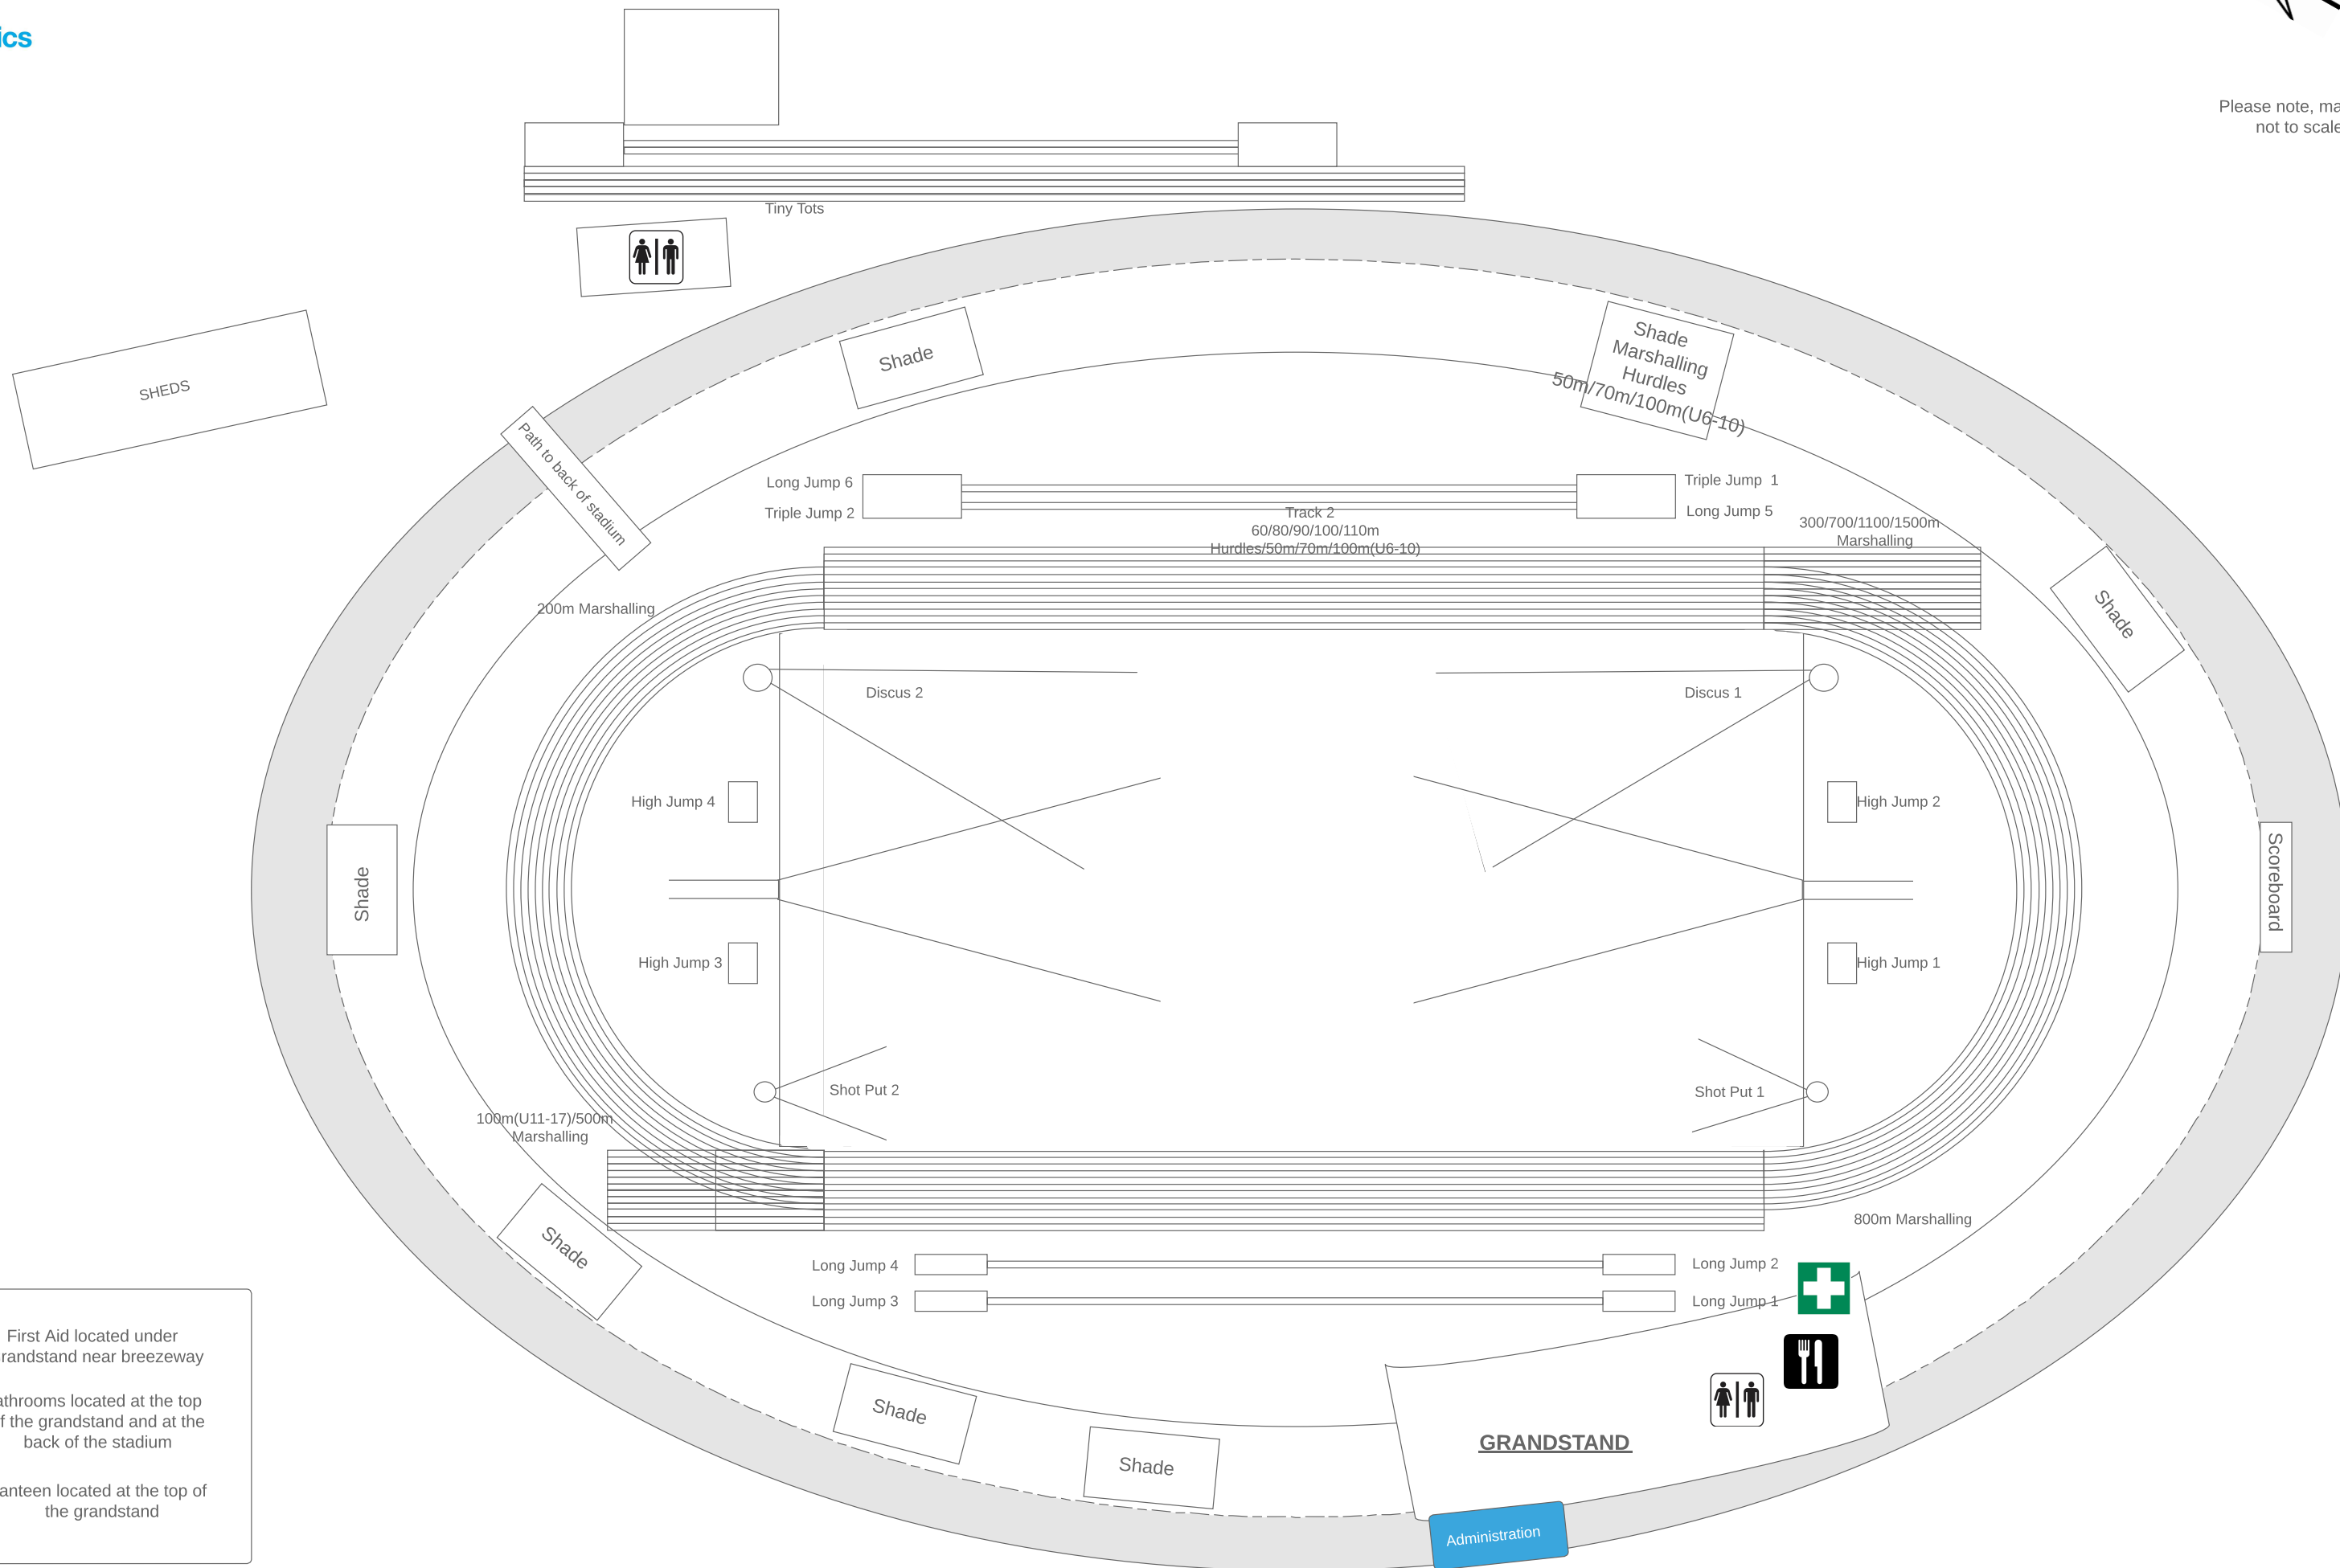 ics
Please note, ma
not to scale
Tiny Tots
SHEDS
Path to back of stadium
Shade
Shade
Marshalling
Hurdles
50m/70m/100m(U6-10)
Long Jump 6
Triple Jump 2
Triple Jump 1
Long Jump 5
Track 2
60/80/90/100/110m
Hurdles/50m/70m/100m(U6-10)
300/700/1100/1500m
Marshalling
Shade
200m Marshalling
Discus 2
Discus 1
High Jump 4
High Jump 2
Shade
Scoreboard
High Jump 3
High Jump 1
Shot Put 2
Shot Put 1
100m(U11-17)/500m
Marshalling
800m Marshalling
Shade
Long Jump 4
Long Jump 2
Long Jump 3
Long Jump 1
First Aid located under
randstand near breezeway
athrooms located at the top
f the grandstand and at the
back of the stadium
anteen located at the top of
the grandstand
Shade
Shade
GRANDSTAND
Administration